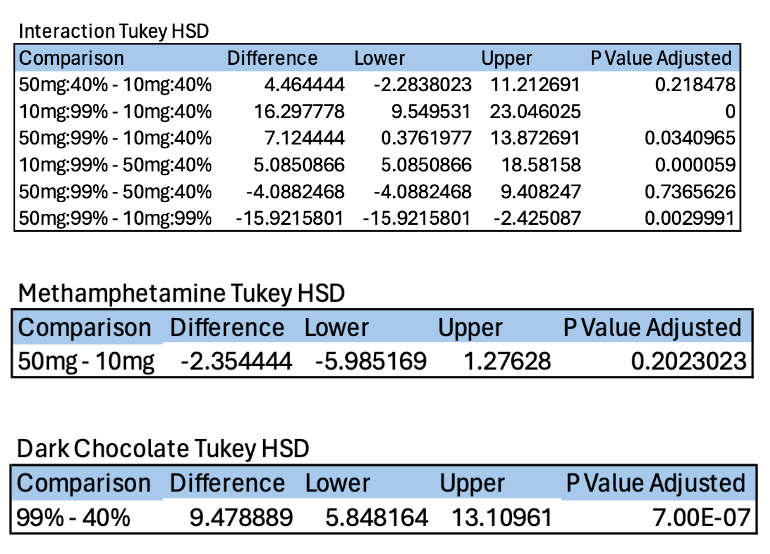 Interaction Tukey HSD
Comparison Difference Lower Upper P Value Adjusted
50mg:40% - 10mg:40% 4.464444 -2.2838023 11.212691 0.218478
10mg:99% - 10mg:40% 16.297778 9.549531 23.046025 0
50mg:99% - 10mg:40% 7.124444 0.3761977 13.872691 0.0340965
10mg:99% - 50mg:40% 5.0850866 5.0850866 18.58158 0.000059
50mg:99% - 50mg:40% -4.0882468 -4.0882468 9.408247 0.7365626
50mg:99% - 10mg:99% -15.9215801 -15.9215801 -2.425087 0.0029991
Methamphetamine Tukey HSD
Comparison Difference Lower Upper P Value Adjusted
50mg - 10mg -2.354444 -5.985169 1.27628 0.2023023
Dark Chocolate Tukey HSD
Comparison Difference Lower Upper P Value Adjusted
99% - 40% 9.478889 5.848164 13.10961 7.00E-07